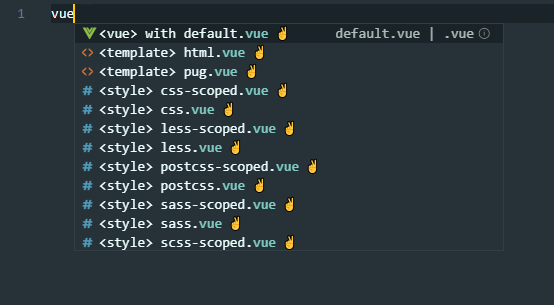 1 vue
<vue> with default.vue ✌ default.vue | .vue
<template> html.vue ✌
<template> pug.vue ✌
# <style> css-scoped.vue ✌
# <style> css.vue ✌
# <style> less-scoped.vue ✌
# <style> less.vue ✌
# <style> postcss-scoped.vue ✌
# <style> postcss.vue ✌
# <style> sass-scoped.vue ✌
# <style> sass.vue ✌
# <style> scss-scoped.vue ✌